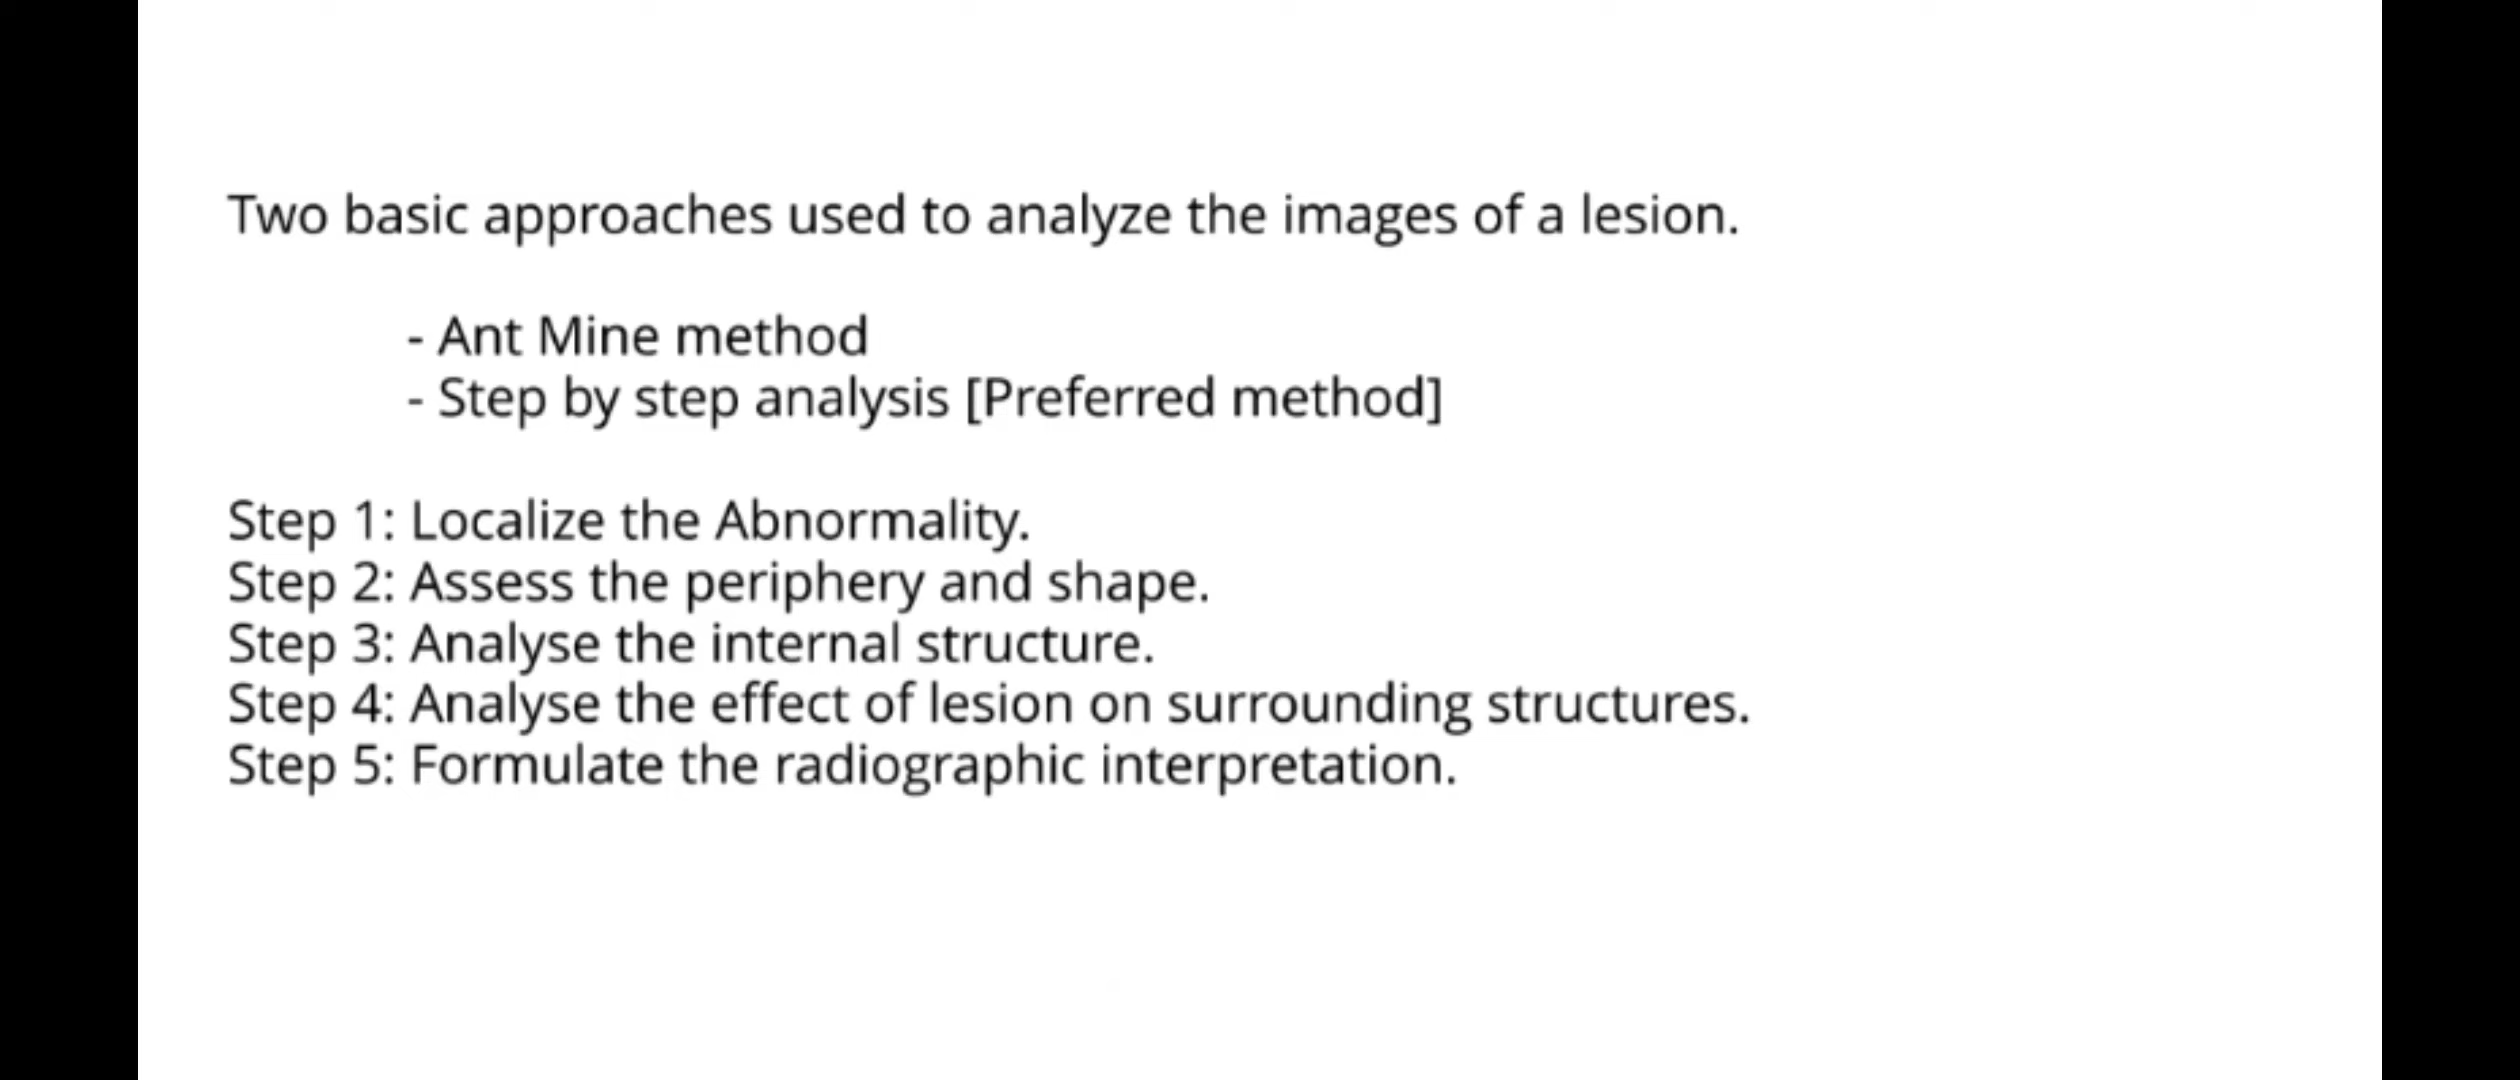 Two basic approaches used to analyze the images of a lesion.
- Ant Mine method
- Step by step analysis [Preferred method]
Step 1: Localize the Abnormality.
Step 2: Assess the periphery and shape.
Step 3: Analyse the internal structure.
Step 4: Analyse the effect of lesion on surrounding structures.
Step 5: Formulate the radiographic interpretation.